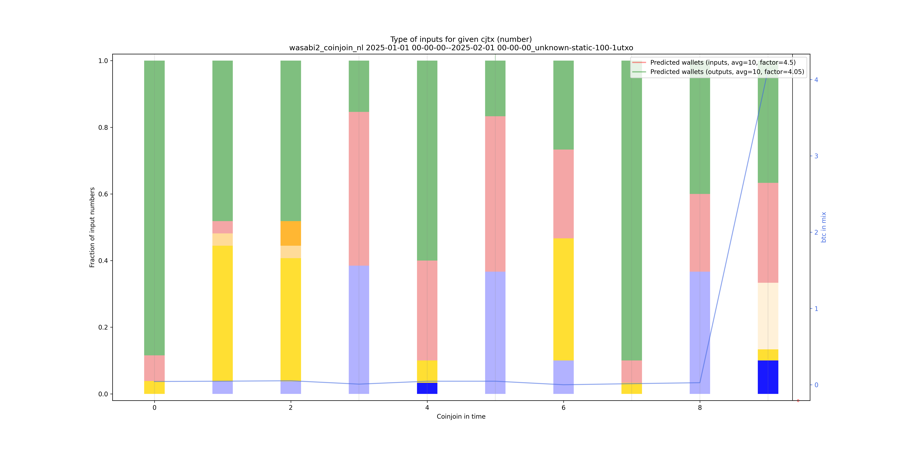 Type of inputs for given cjtx (number)
wasabi2_coinjoin_nl 2025-01-01 00-00-00--2025-02-01 00-00-00_unknown-static-100-1utxo
Predicted wallets (inputs, avg=10, factor=4.5)
Predicted wallets (outputs, avg=10, factor=4.05)
Fraction of input numbers
1.0
0.8
0.6
0.4
0.2
0.0
0
2
4
6
8
Coinjoin in time
4
3
2
1
0
btc in mix